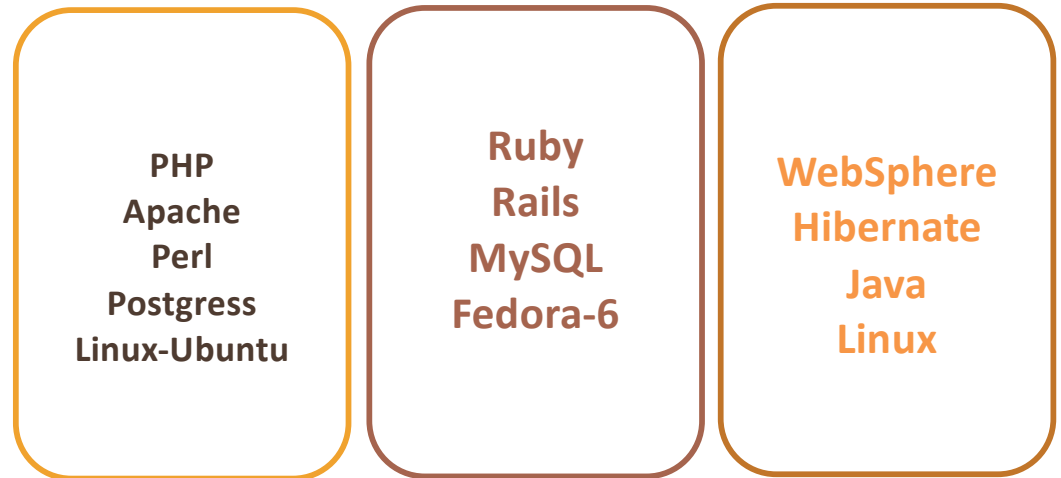 PHP
Apache
Perl
Postgress
Linux-Ubuntu
Ruby
Rails
MySQL
Fedora-6
WebSphere
Hibernate
Java
Linux